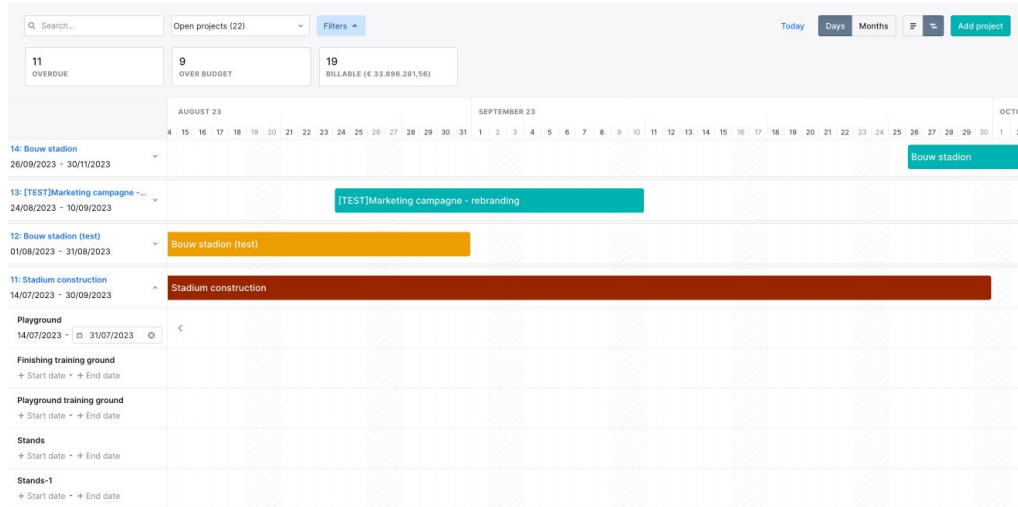 Search...
Open projects (22)
Filters
Today
Days
Months
Add project
11
OVERDUE
9
OVER BUDGET
19
BILLABLE (€ 33.896.281,56)
AUGUST 23
SEPTEMBER 23
4 15 16 17 18 19 20 21 22 23 24 25 26 27 28 29 30 31 1 2 3 4 5 6 7 8 9 10 11 12 13 14 15 16 17 18 19 20 21 22 23 24 25 26 27 28 29 30 1
14: Bouw stadion
26/09/2023 - 30/11/2023
Bouw stadion
13: [TEST]Marketing campagne -...
24/08/2023 - 10/09/2023
[TEST]Marketing campagne - rebranding
12: Bouw stadion (test)
01/08/2023 - 31/08/2023
Bouw stadion (test)
11: Stadium construction
14/07/2023 - 30/09/2023
Stadium construction
Playground
14/07/2023 - 31/07/2023
Finishing training ground
+ Start date - + End date
Playground training ground
+ Start date - + End date
Stands
+ Start date - + End date
Stands-1
+ Start date - + End date